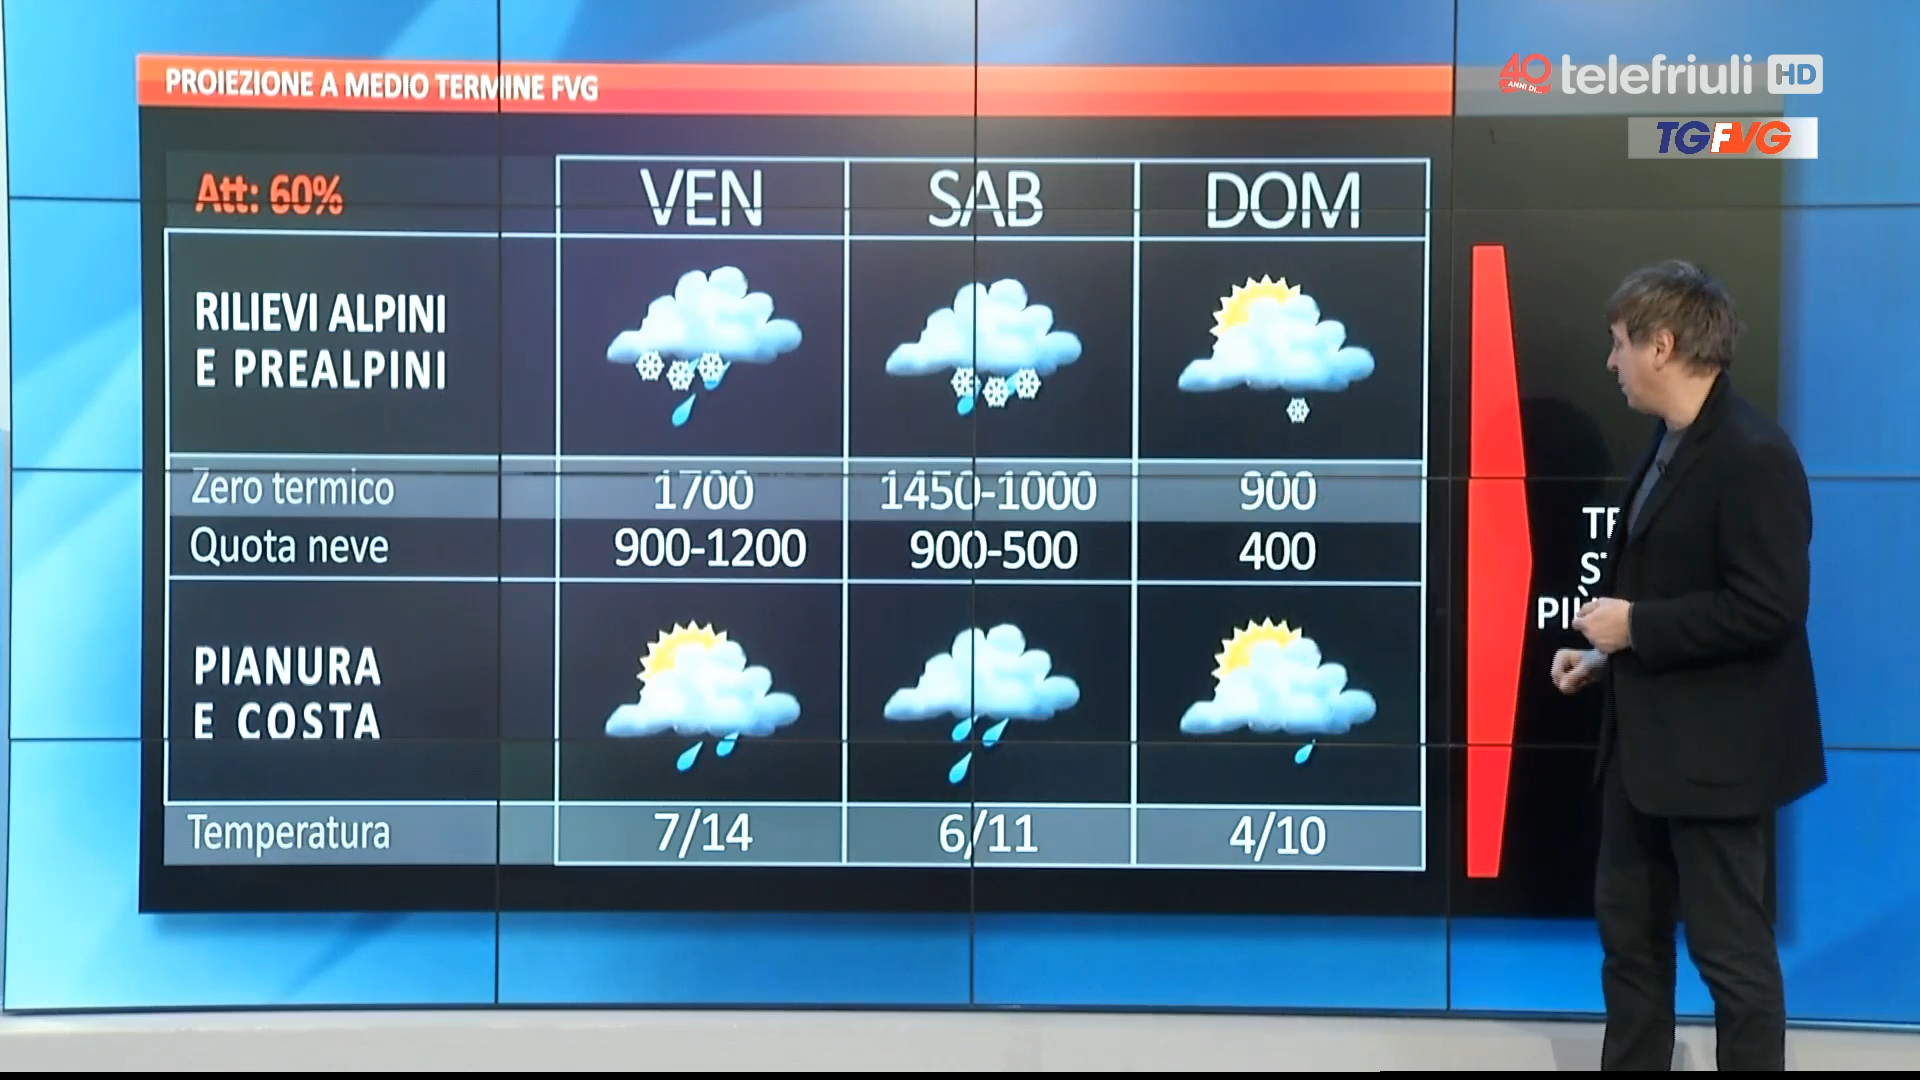 PROIEZIONE A MEDIO TERMINE FVG
40 ANNI DI... telefriuli HD
TGFVG
Att: 60%
VEN SAB DOM
RILIEVI ALPINI
E PREALPINI
Zero termico 1700 1450-1000 900
Quota neve 900-1200 900-500 400
PIANURA
E COSTA
Temperatura 7/14 6/11 4/10